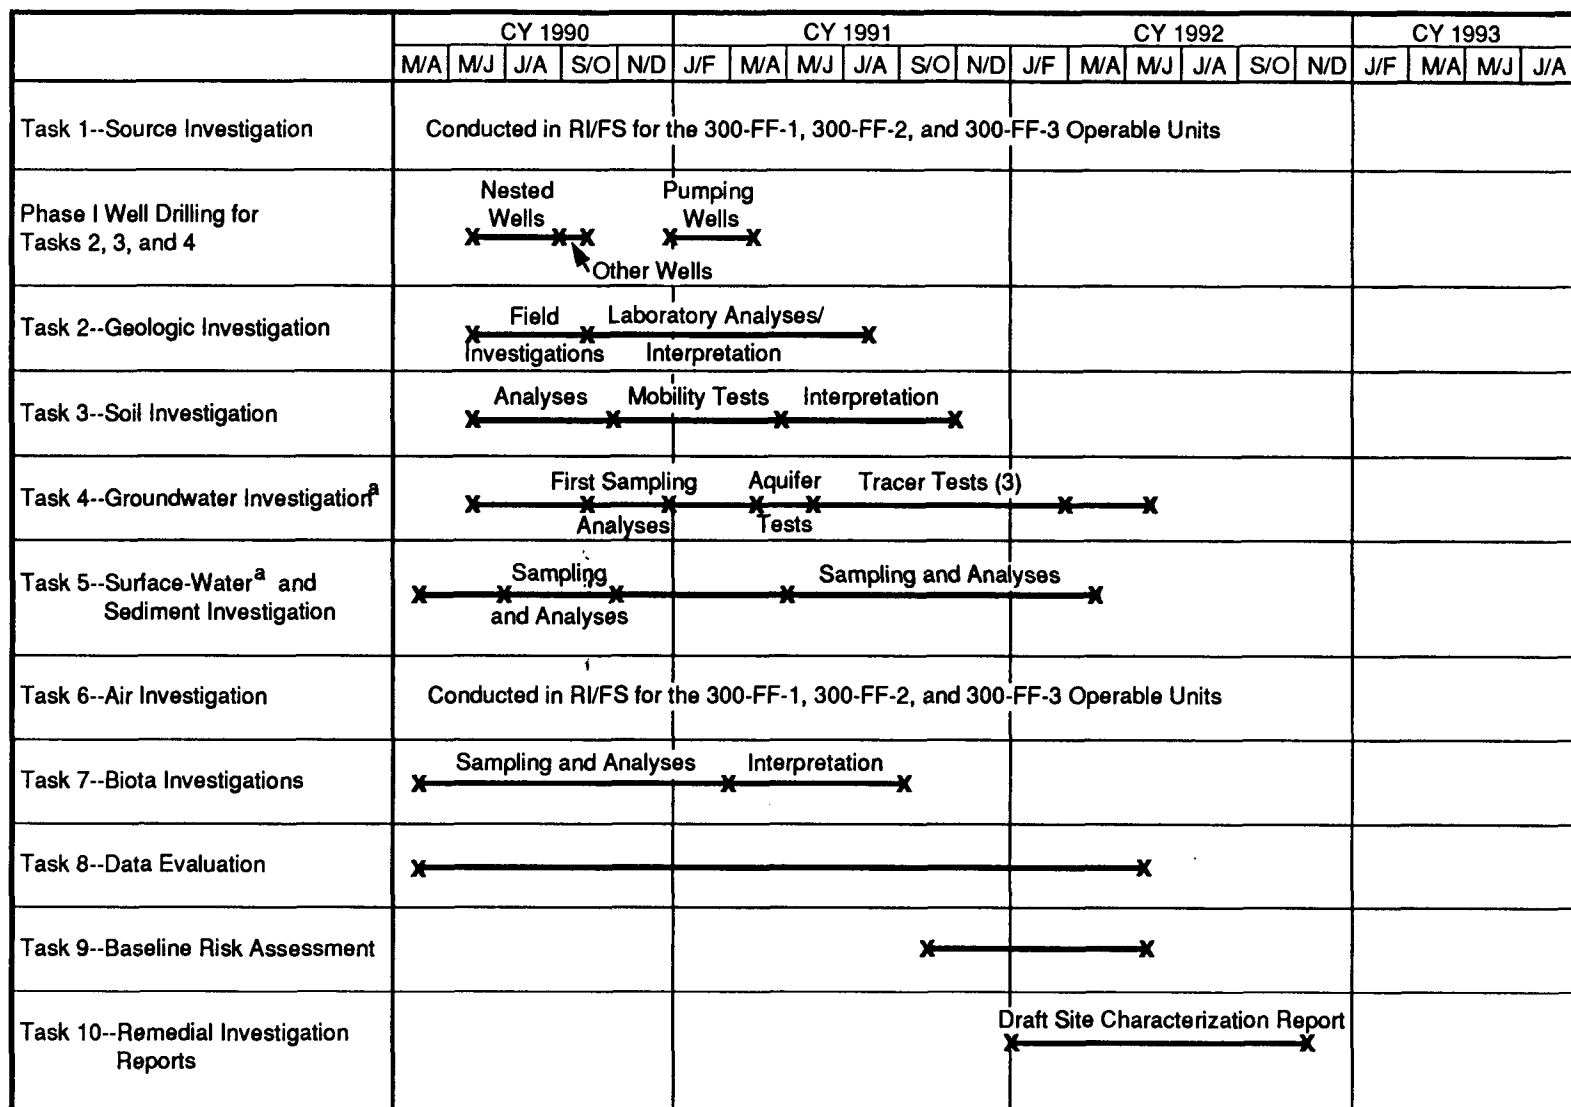 CY 1990 CY 1991 CY 1992 CY 1993
M/A M/J J/A S/O N/D J/F M/A M/J J/A S/O N/D J/F M/A M/J J/A S/O N/D J/F M/A M/J J/A
Task 1--Source Investigation Conducted in RI/FS for the 300-FF-1, 300-FF-2, and 300-FF-3 Operable Units
Phase I Well Drilling for
Tasks 2, 3, and 4
Nested
Wells
Pumping
Wells
Other Wells
Task 2--Geologic Investigation
Field
Investigations
Laboratory Analyses/
Interpretation
Task 3--Soil Investigation
Analyses Mobility Tests Interpretation
Task 4--Groundwater Investigationa
First Sampling
Analyses
Aquifer
Tests
Tracer Tests (3)
Task 5--Surface-Watera and
Sediment Investigation
Sampling
and Analyses
Sampling and Analyses
Task 6--Air Investigation Conducted in RI/FS for the 300-FF-1, 300-FF-2, and 300-FF-3 Operable Units
Task 7--Biota Investigations
Sampling and Analyses Interpretation
Task 8--Data Evaluation
Task 9--Baseline Risk Assessment
Task 10--Remedial Investigation
Reports
Draft Site Characterization Report